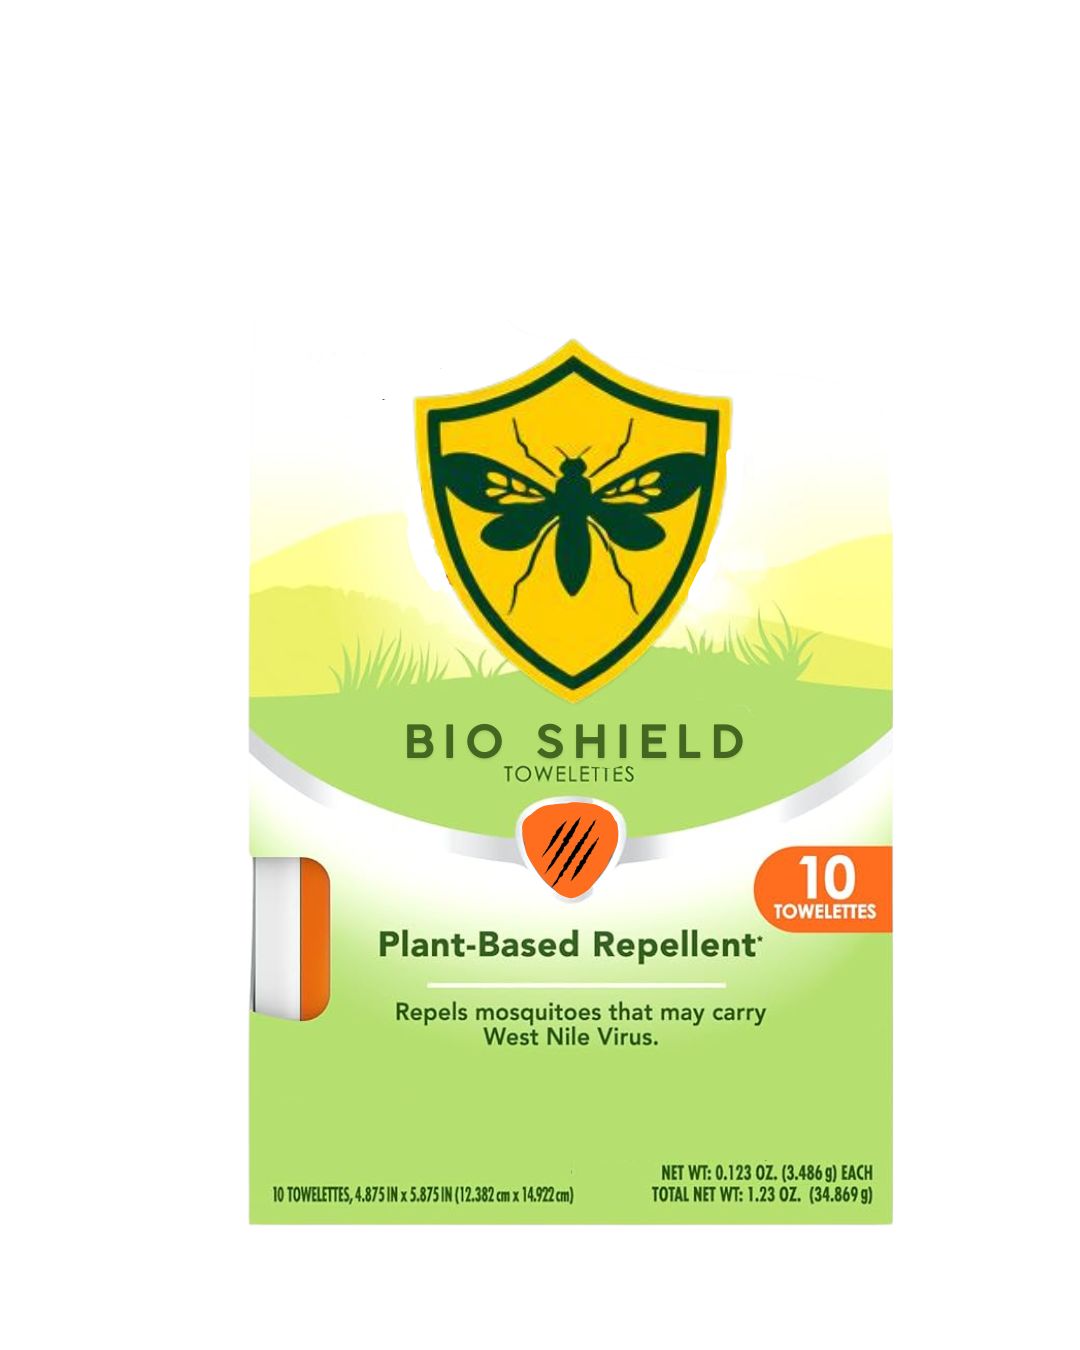 BIO SHIELD
TOWELETTES
10
TOWELETTES
Plant-Based Repellent*
Repels mosquitoes that may carry
West Nile Virus.
NET WT: 0.123 OZ. (3.486 g) EACH
10 TOWELETTES, 4.875 IN x 5.875 IN (12.382 cm x 14.922 cm)
TOTAL NET WT: 1.23 OZ. (34.869 g)